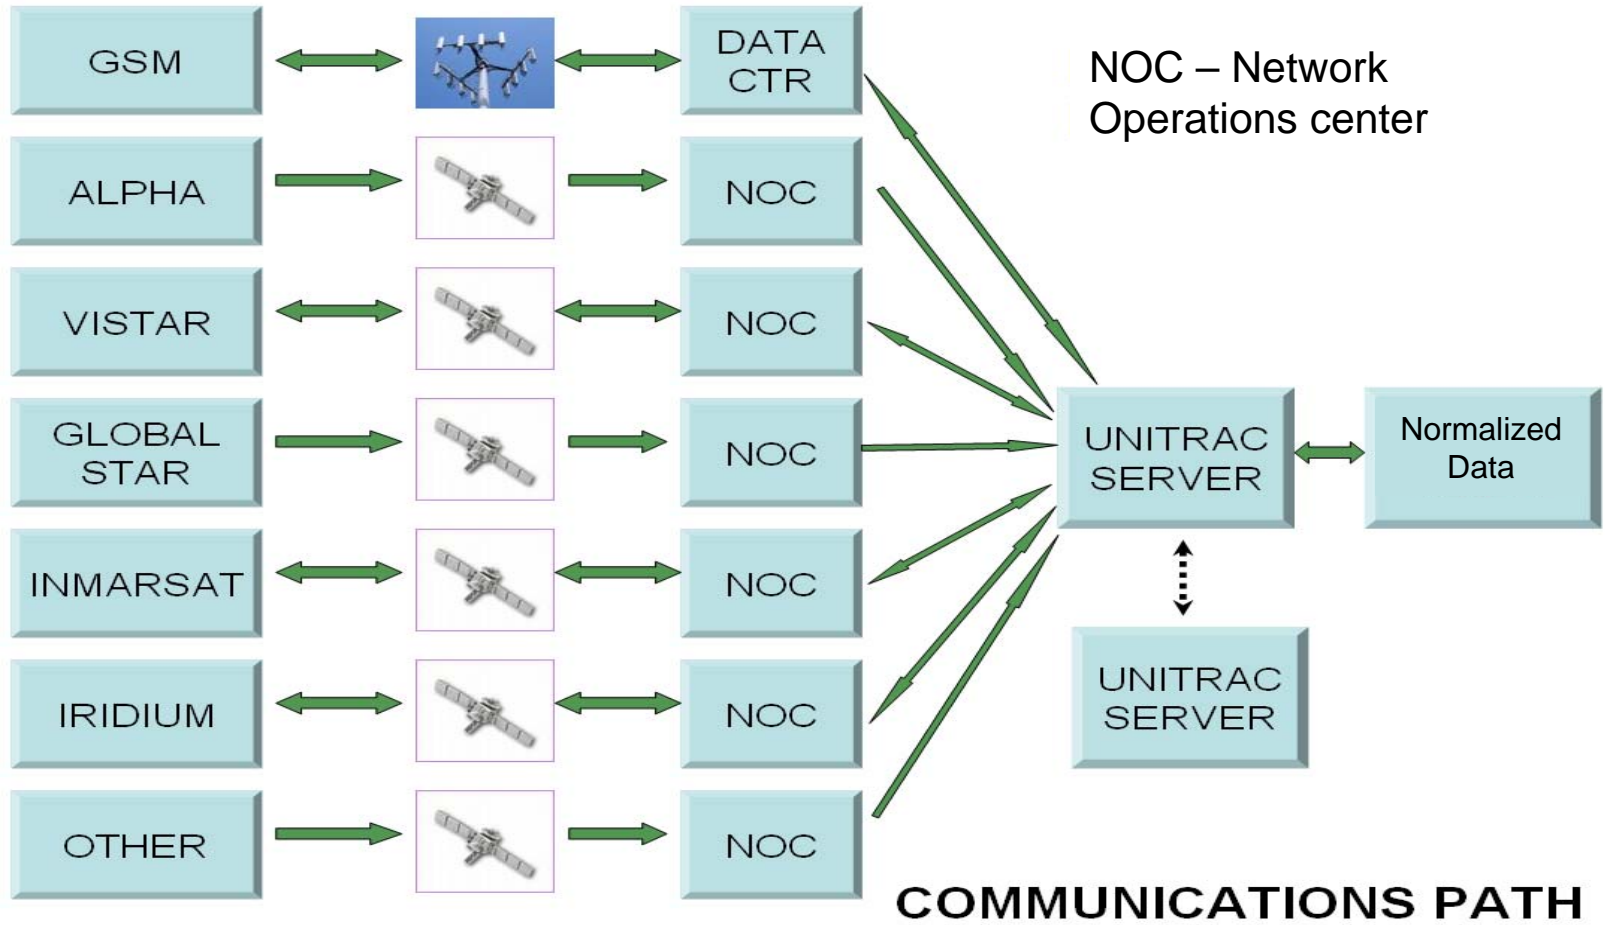 GSM
DATA
CTR
NOC – Network
Operations center
ALPHA
NOC
VISTAR
NOC
GLOBAL
STAR
NOC
UNITRAC
SERVER
Normalized
Data
INMARSAT
NOC
IRIDIUM
NOC
UNITRAC
SERVER
OTHER
NOC
COMMUNICATIONS PATH